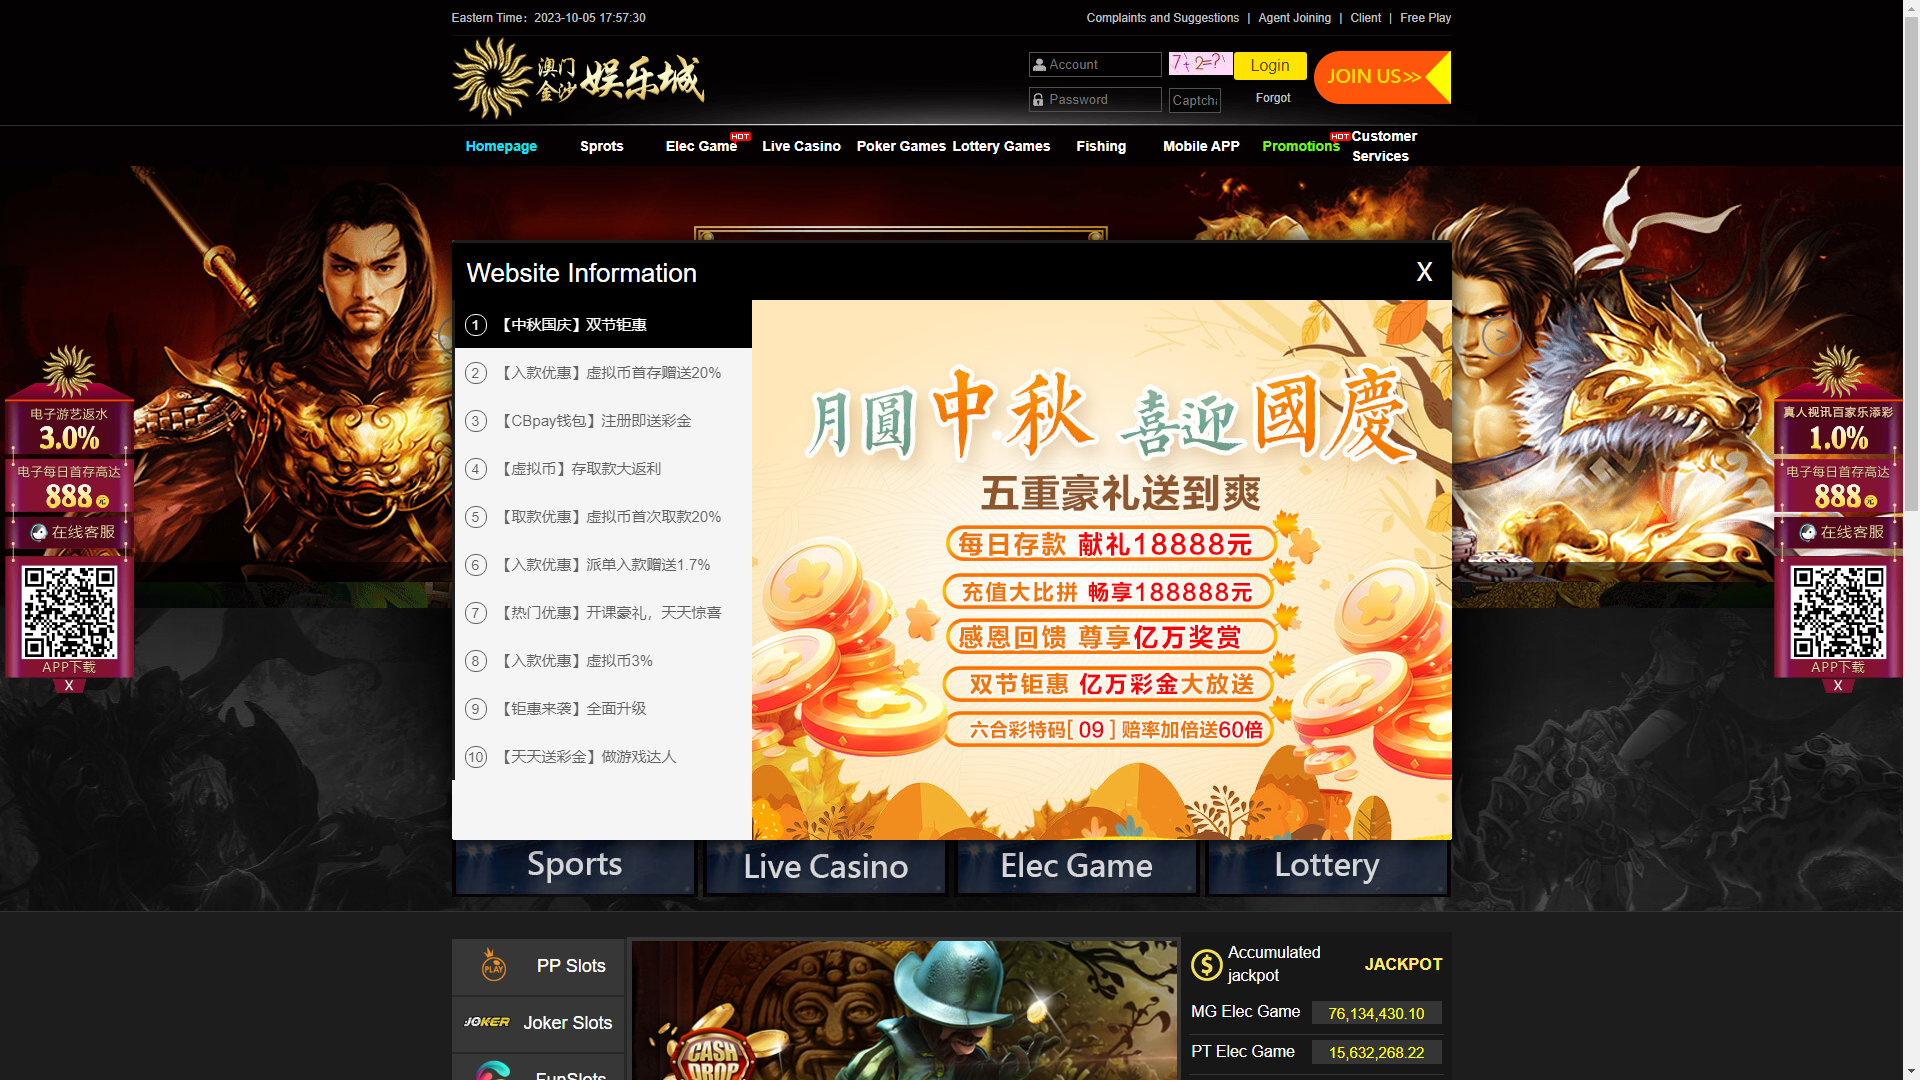 Eastern Time：2023-10-05 17:57:30
Complaints and Suggestions | Agent Joining | Client | Free Play
澳门金沙 娱乐城
Account
7+2=?
Login
JOIN US>>
Password
Captcha
Forgot
Homepage
Sprots
Elec Game
HOT
Live Casino
Poker Games
Lottery Games
Fishing
Mobile APP
Promotions
HOT
Customer Services
Website Information
X
1 【中秋国庆】双节钜惠
2 【入款优惠】虚拟币首存赠送20%
3 【CBpay钱包】注册即送彩金
4 【虚拟币】存取款大返利
5 【取款优惠】虚拟币首次取款20%
6 【入款优惠】派单入款赠送1.7%
7 【热门优惠】开课豪礼，天天惊喜
8 【入款优惠】虚拟币3%
9 【钜惠来袭】全面升级
10 【天天送彩金】做游戏达人
月圓中秋 喜迎國慶
五重豪礼送到爽
每日存款 献礼18888元
充值大比拼 畅享188888元
感恩回馈 尊享亿万奖赏
双节钜惠 亿万彩金大放送
六合彩特码[ 09 ] 赔率加倍送60倍
电子游艺返水
3.0%
电子每日首存高达
888元
在线客服
APP下载
X
真人视讯百家乐添彩
1.0%
电子每日首存高达
888元
在线客服
APP下载
X
>
Sports
Live Casino
Elec Game
Lottery
PLAY
PP Slots
JOKER
Joker Slots
FunSlots
CASH DROP
$
Accumulated jackpot
JACKPOT
MG Elec Game 76,134,430.10
PT Elec Game 15,632,268.22